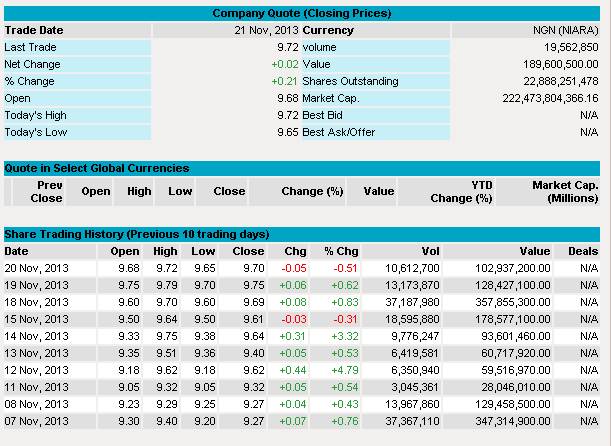 Company Quote (Closing Prices)
Trade Date 21 Nov, 2013 Currency NGN (NIARA)
Last Trade 9.72 volume 19,562,850
Net Change +0.02 Value 189,600,500.00
% Change +0.21 Shares Outstanding 22,888,251,478
Open 9.68 Market Cap. 222,473,804,366.16
Today's High 9.72 Best Bid N/A
Today's Low 9.65 Best Ask/Offer N/A
Quote in Select Global Currencies
Prev Close Open High Low Close Change (%) Value YTD Change (%) Market Cap. (Millions)
Share Trading History (Previous 10 trading days)
Date Open High Low Close Chg % Chg Vol Value Deals
20 Nov, 2013 9.68 9.72 9.65 9.70 -0.05 -0.51 10,612,700 102,937,200.00 N/A
19 Nov, 2013 9.75 9.79 9.70 9.75 +0.06 +0.62 13,173,870 128,427,100.00 N/A
18 Nov, 2013 9.60 9.70 9.60 9.69 +0.08 +0.83 37,187,980 357,855,300.00 N/A
15 Nov, 2013 9.50 9.64 9.50 9.61 -0.03 -0.31 18,595,880 178,577,100.00 N/A
14 Nov, 2013 9.33 9.75 9.38 9.64 +0.31 +3.32 9,776,247 93,601,460.00 N/A
13 Nov, 2013 9.35 9.51 9.36 9.40 +0.05 +0.53 6,419,581 60,717,920.00 N/A
12 Nov, 2013 9.18 9.62 9.18 9.62 +0.44 +4.79 6,350,940 59,516,970.00 N/A
11 Nov, 2013 9.05 9.32 9.05 9.32 +0.05 +0.54 3,045,361 28,046,010.00 N/A
08 Nov, 2013 9.23 9.29 9.25 9.27 +0.04 +0.43 13,967,860 129,458,500.00 N/A
07 Nov, 2013 9.30 9.40 9.20 9.27 +0.07 +0.76 37,367,110 347,314,900.00 N/A